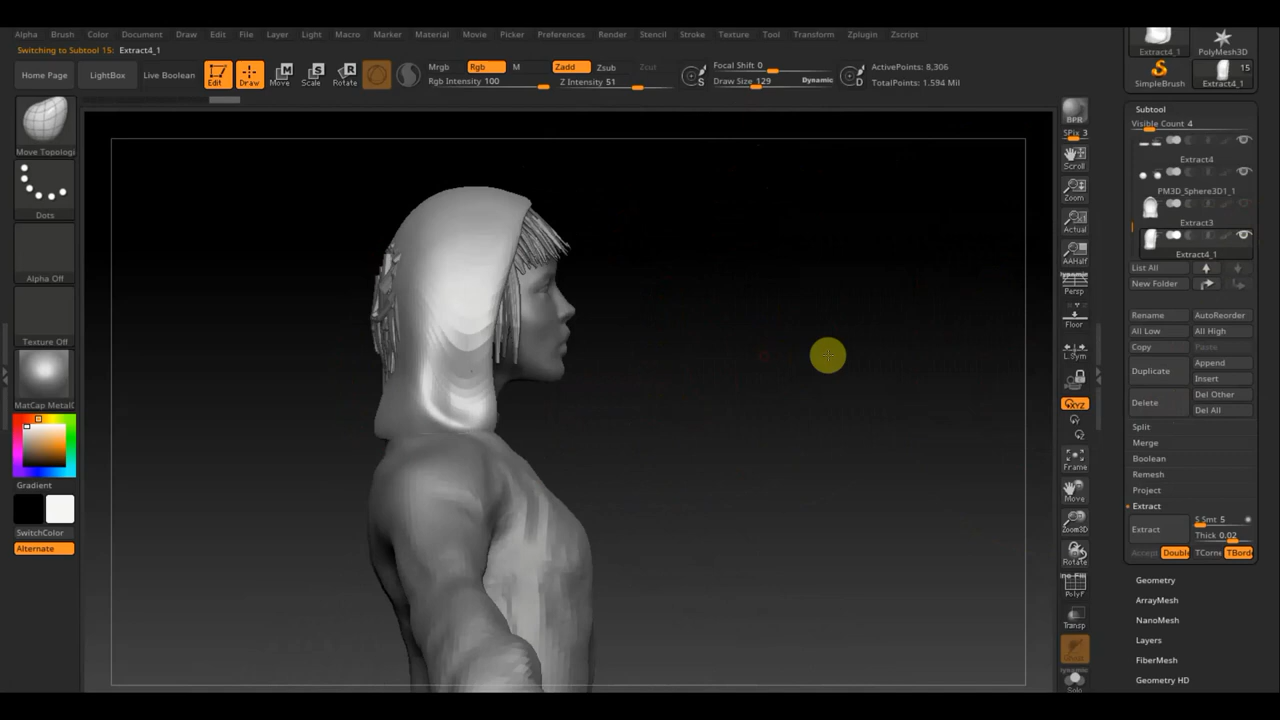 Alpha Brush Color Document Draw Edit File Layer Light Macro Marker Material Movie Picker Preferences Render Stencil Stroke Texture Tool Transform Zplugin Zscript
Switching to Subtool 15: Extract4_1
Home Page
LightBox
Live Boolean
Edit
Draw
Move
Scale
Rotate
Mrgb Rgb M
Rgb Intensity 100
Zadd Zsub Zcut
Z Intensity 51
S
Focal Shift 0
Draw Size 129 Dynamic
D
ActivePoints: 8,306
TotalPoints: 1.594 Mil
Move Topologi
Dots
Alpha Off
Texture Off
MatCap MetalC
Gradient
SwitchColor
Alternate
BPR
SPix 3
Scroll
Zoom
Actual
AAHalf
Dynamic
Persp
Floor
L.Sym
XYZ
Frame
Move
Zoom3D
Rotate
PolyF
Transp
Solo
Extract4_1
PolyMesh3D
SimpleBrush
15
Extract4_1
Subtool
Visible Count 4
Extract4
PM3D_Sphere3D1_1
Extract3
Extract4_1
List All
New Folder
Rename AutoReorder
All Low All High
Copy Paste
Duplicate
Append
Insert
Delete
Del Other
Del All
Split
Merge
Boolean
Remesh
Project
Extract
Extract
S Smt 5
Thick 0.02
Accept Double TCorne TBorde
Geometry
ArrayMesh
NanoMesh
Layers
FiberMesh
Geometry HD